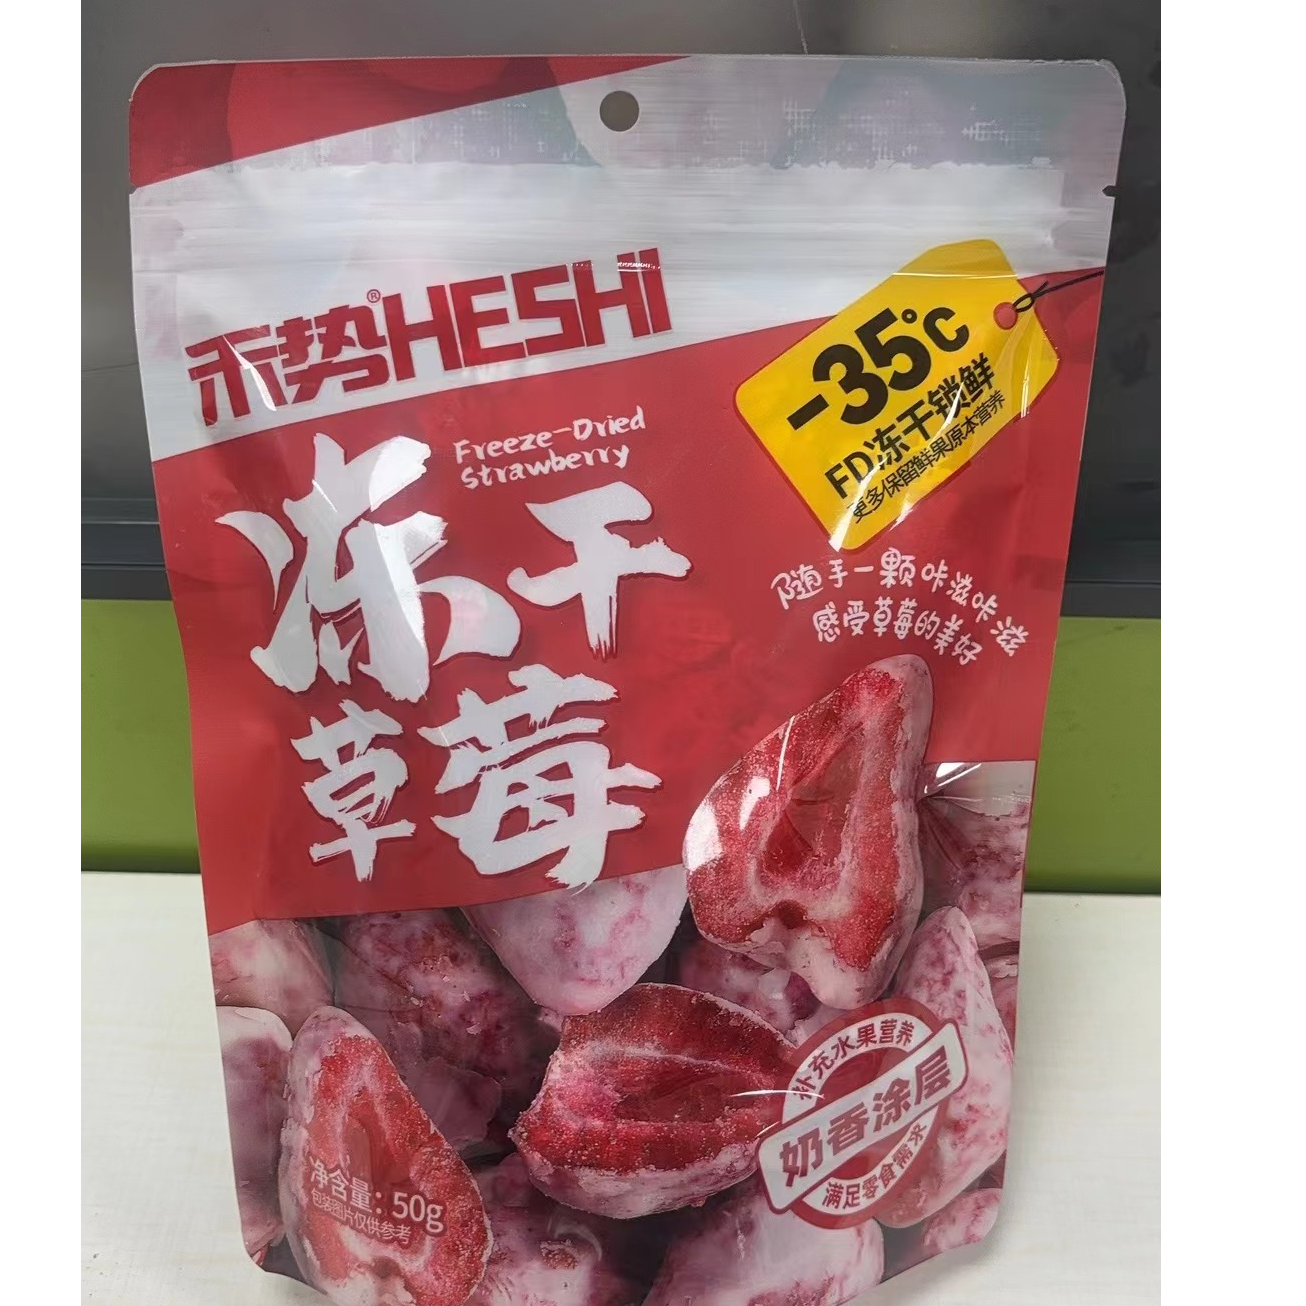 禾势®HESHI
-35℃
FD冻干锁鲜
更多保留鲜果原本营养
Freeze-Dried
Strawberry
冻干
草莓
随手一颗咔滋咔滋
感受草莓的美好
补充水果营养
奶香涂层
满足零食需求
净含量：50g
包装图片仅供参考